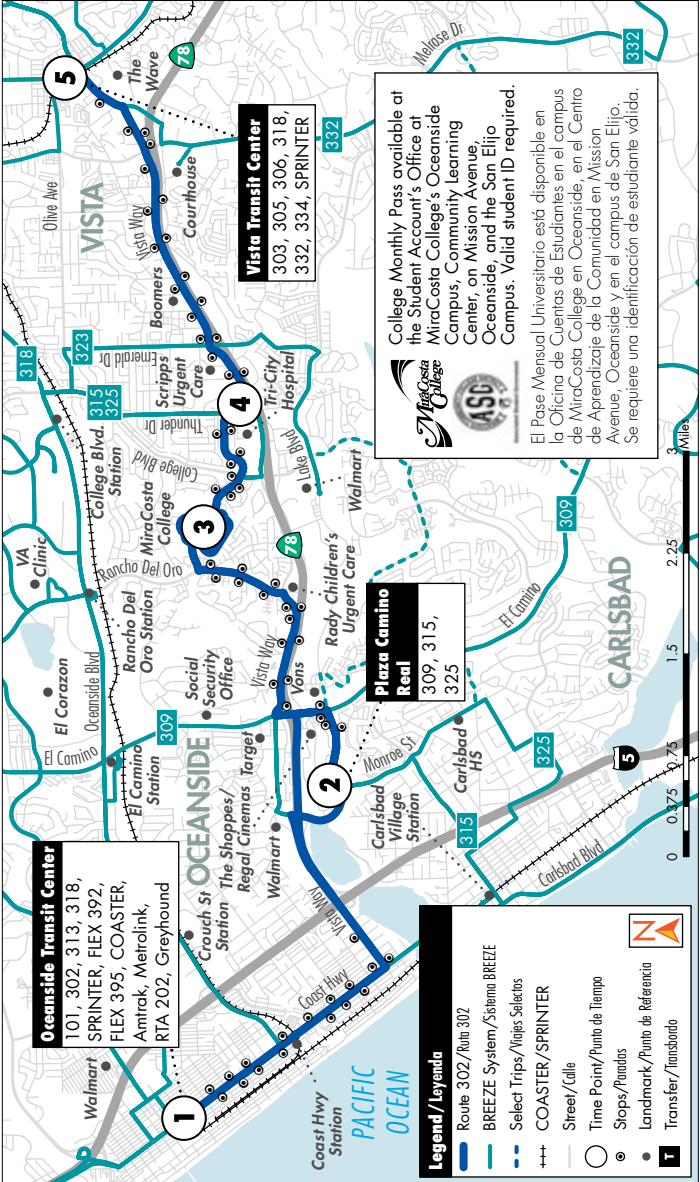 Oceanside Transit Center
101, 302, 313, 318,
SPRINTER, FLEX 392,
FLEX 395, COASTER,
Amtrak, Metrolink,
RTA 202, Greyhound
Walmart
1
Coast Hwy
Station
PACIFIC
OCEAN
Coast Hwy
Crouch St
Station
The Shoppes/
Regal Cinemas
Walmart
Target
Vista Way
OCEANSIDE
El Camino
El Camino
Station
309
El Corazon
Oceanside Blvd
Social
Security
Office
Rancho Del
Oro Station
VA
Clinic
Rancho Del Oro
Vista Way
Vons
2
Plaza Camino
Real
309, 315,
325
Monroe St
Carlsbad
HS
Carlsbad
Village
Station
315
325
5
Carlsbad Blvd
CARLSBAD
El Camino
309
Rady Children's
Urgent Care
78
Walmart
Lake Blvd
MiraCosta
College
3
College Blvd
College Blvd.
Station
318
315
325
323
Thunder Dr
Emerald Dr
Scripps
Urgent
Care
4
Tri-City
Hospital
Boomers
Vista Way
Courthouse
VISTA
Olive Ave
5
The
Wave
78
Vista Transit Center
303, 305, 306, 318,
332, 334, SPRINTER
332
Melrose Dr
332
MiraCosta
College
ASG
College Monthly Pass available at
the Student Account's Office at
MiraCosta College's Oceanside
Campus, Community Learning
Center, on Mission Avenue,
Oceanside, and the San Elijo
Campus. Valid student ID required.
El Pase Mensual Universitario está disponible en
la Oficina de Cuentas de Estudiantes en el campus
de MiraCosta College en Oceanside, en el Centro
de Aprendizaje de la Comunidad en Mission
Avenue, Oceanside y en el campus de San Elijo.
Se requiere una identificación de estudiante válida.
0 0.375 0.75 1.5 2.25 3
Miles
Legend/Leyenda
Route 302/Ruta 302
BREEZE System/Sistema BREEZE
Select Trips/Viajes Selectos
COASTER/SPRINTER
Street/Calle
Time Point/Punto de Tiempo
Stops/Paradas
Landmark/Punto de Referencia
T Transfer/Transbordo
N